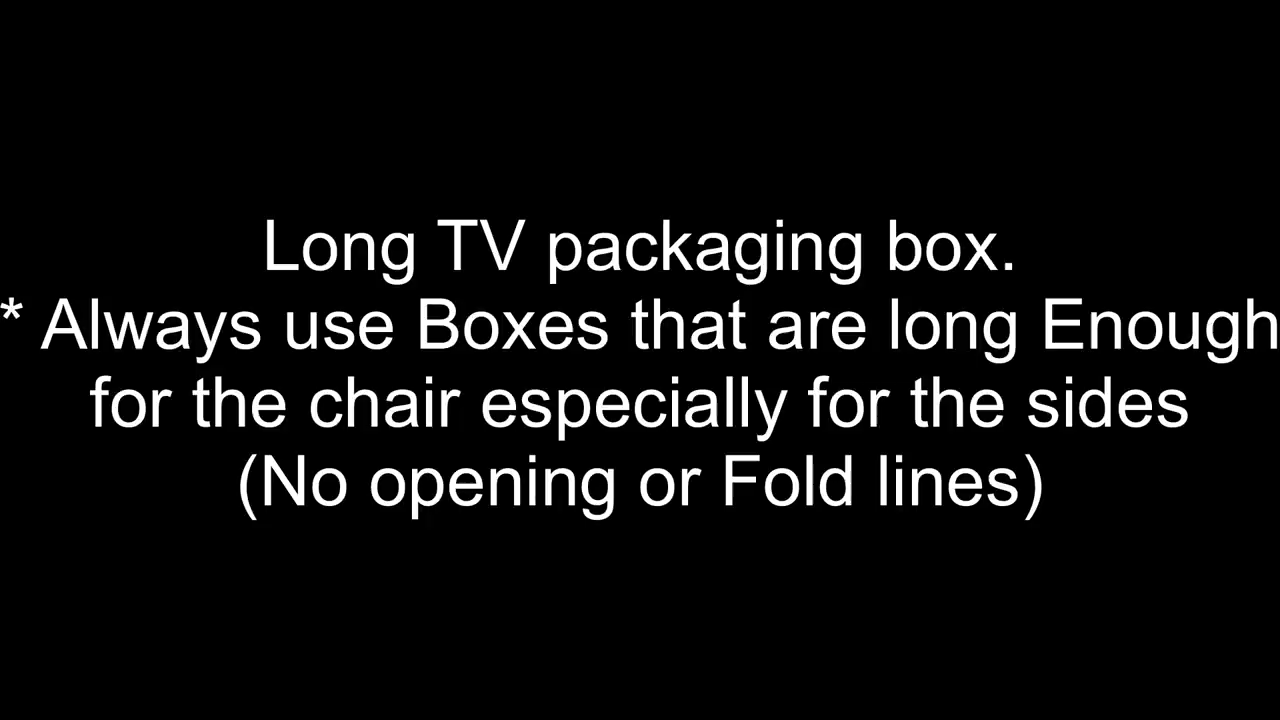 Long TV packaging box.
* Always use Boxes that are long Enough
for the chair especially for the sides
(No opening or Fold lines)